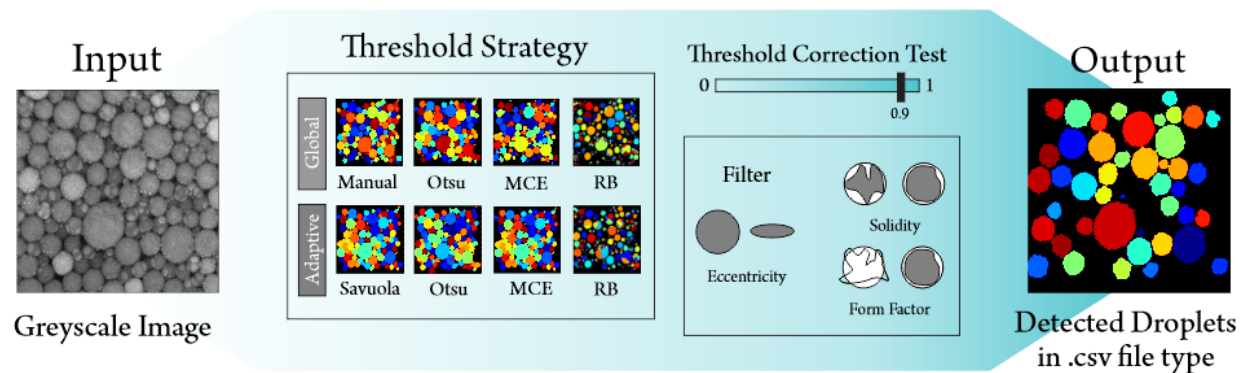 Input
Greyscale Image
Threshold Strategy
Global
Manual Otsu MCE RB
Adaptive
Savuola Otsu MCE RB
Threshold Correction Test
0 1
0.9
Filter
Eccentricity
Solidity
Form Factor
Output
Detected Droplets
in .csv file type